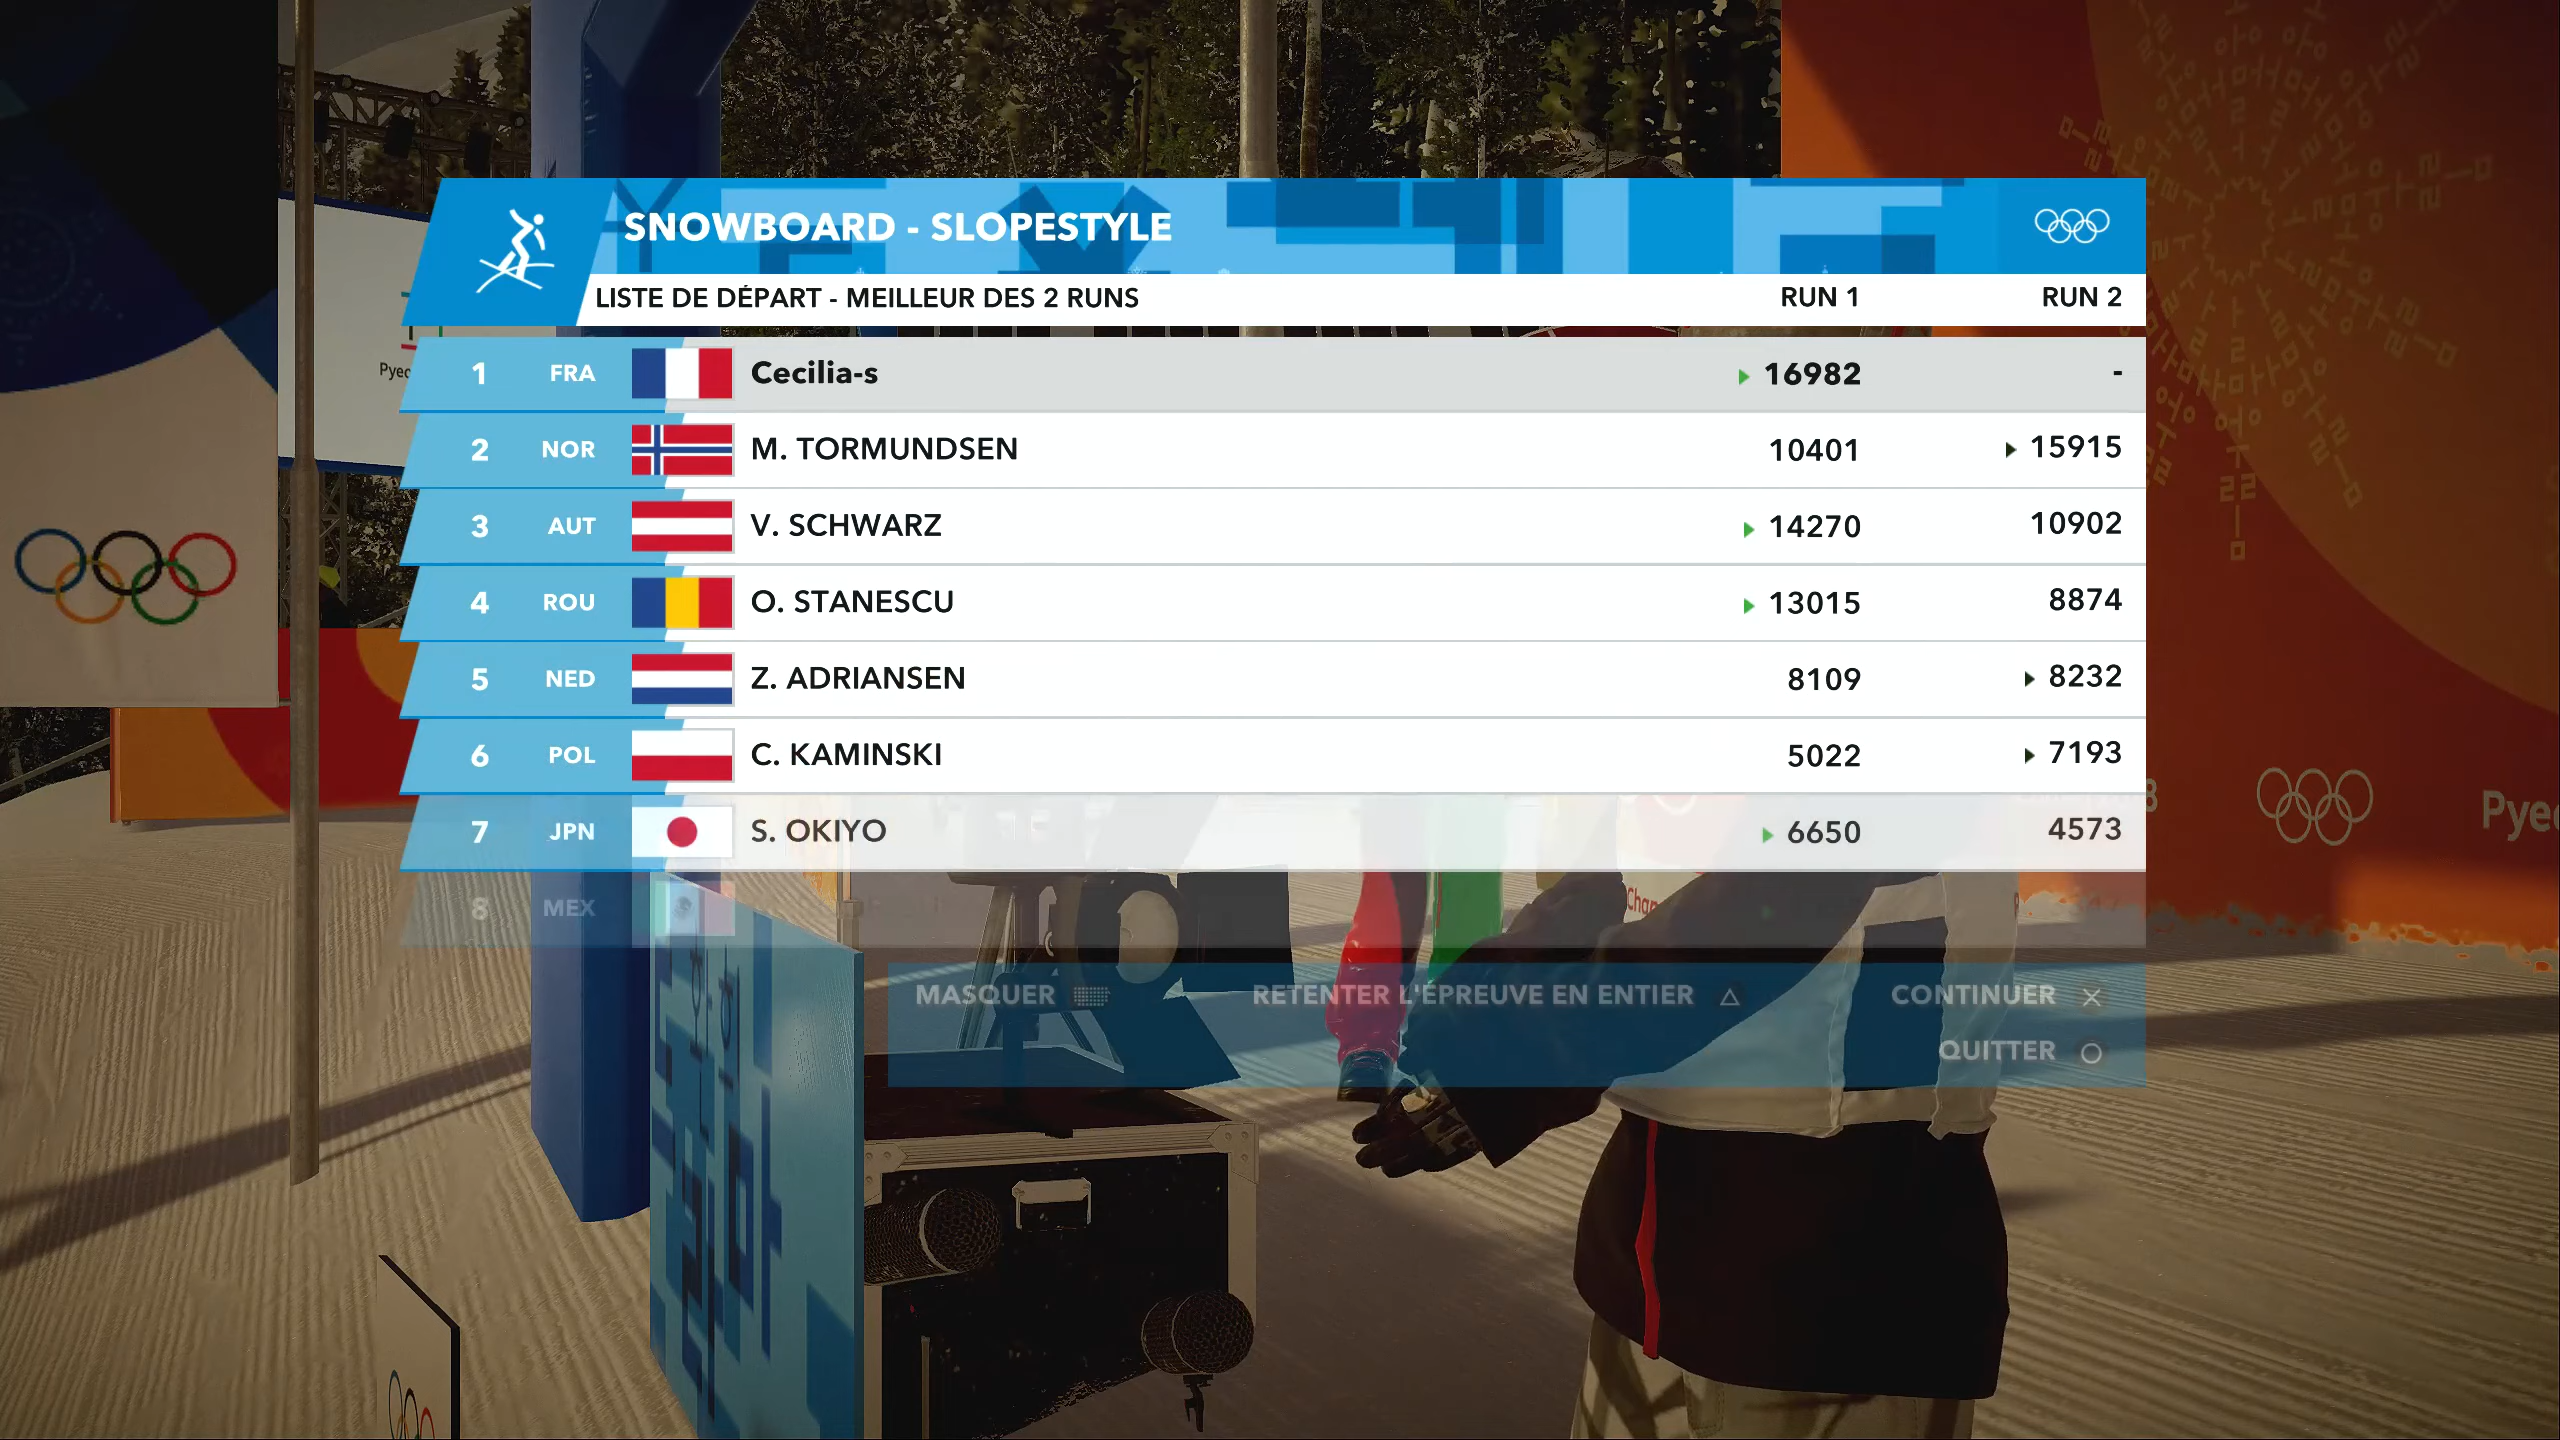 SNOWBOARD - SLOPESTYLE
LISTE DE DÉPART - MEILLEUR DES 2 RUNS RUN 1 RUN 2
1 FRA Cecilia-s 16982 -
2 NOR M. TORMUNDSEN 10401 15915
3 AUT V. SCHWARZ 14270 10902
4 ROU O. STANESCU 13015 8874
5 NED Z. ADRIANSEN 8109 8232
6 POL C. KAMINSKI 5022 7193
7 JPN S. OKIYO 6650 4573
8 MEX
MASQUER RETENTER L'ÉPREUVE EN ENTIER CONTINUER
QUITTER